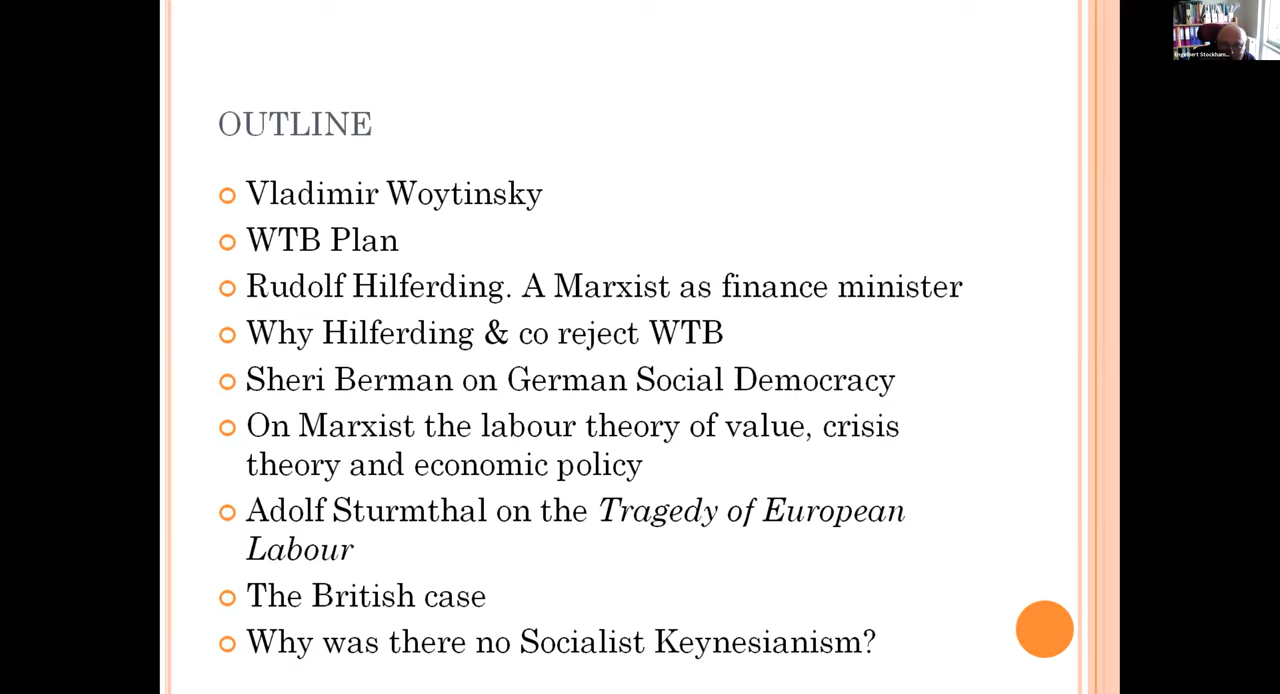 Engelbert Stockham...
OUTLINE
Vladimir Woytinsky
WTB Plan
Rudolf Hilferding. A Marxist as finance minister
Why Hilferding & co reject WTB
Sheri Berman on German Social Democracy
On Marxist the labour theory of value, crisis
theory and economic policy
Adolf Sturmthal on the Tragedy of European
Labour
The British case
Why was there no Socialist Keynesianism?